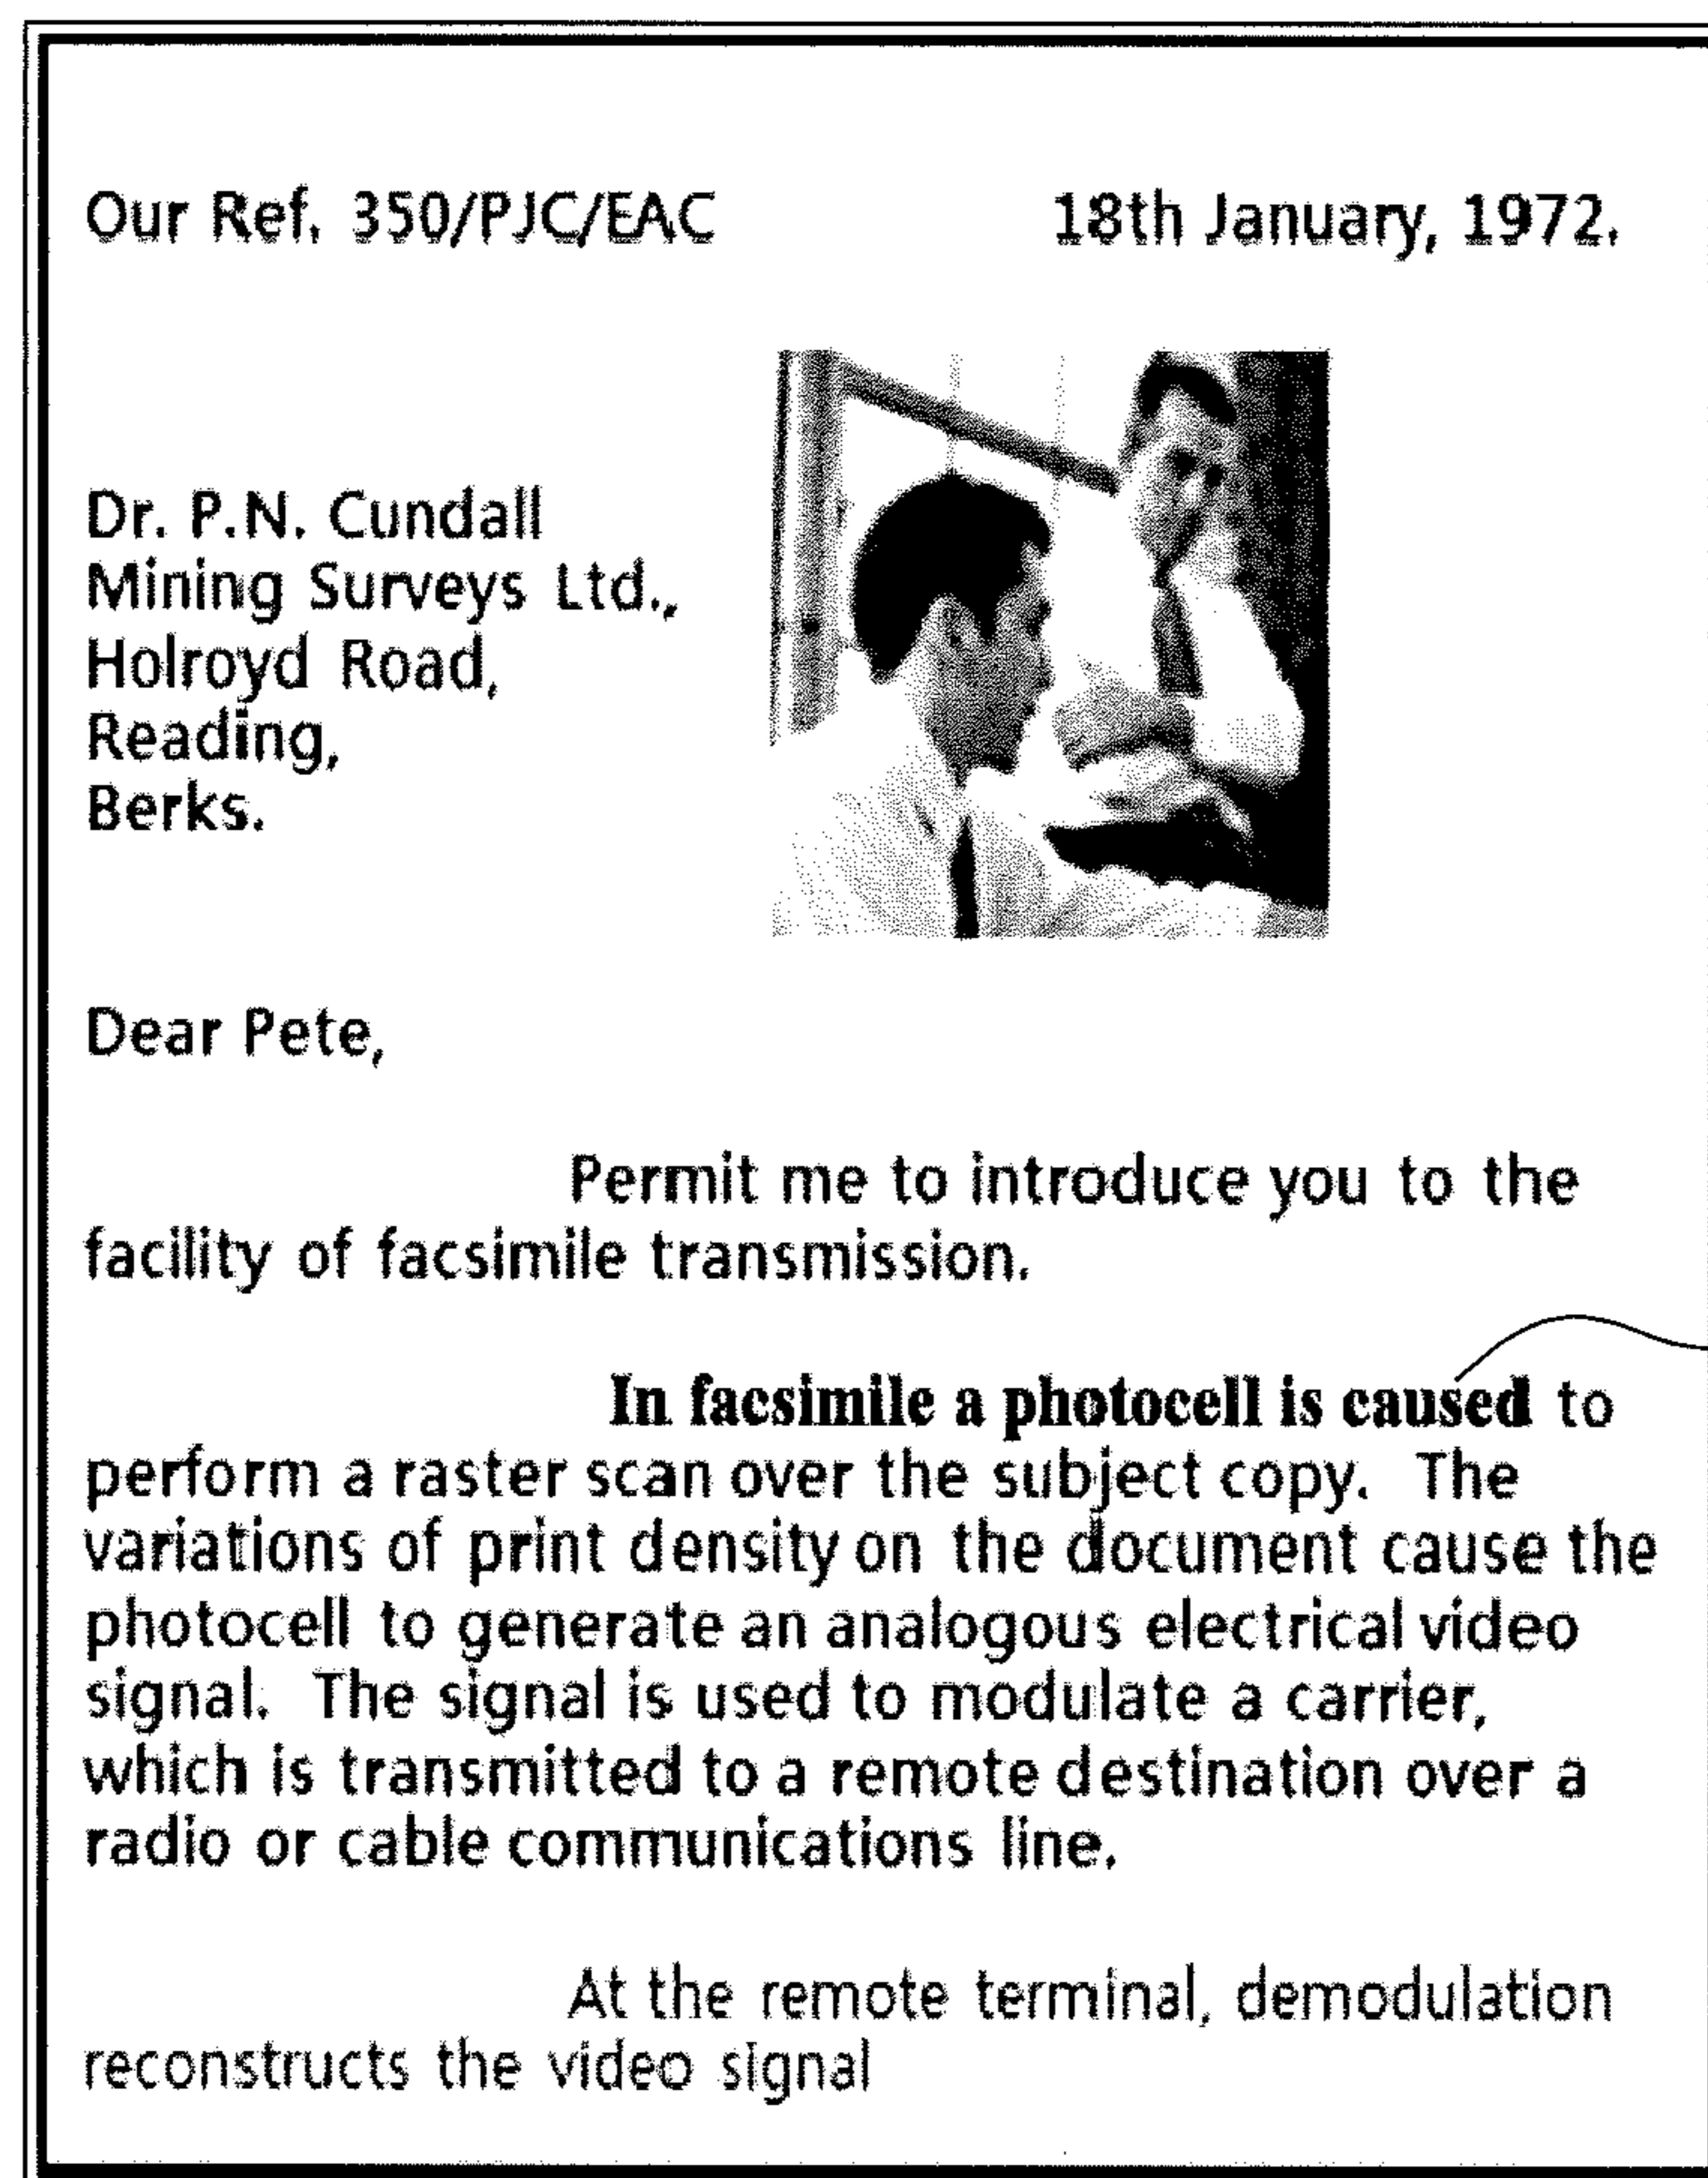 Our Ref. 350/PJC/EAC 18th January, 1972.
Dr. P.N. Cundall
Mining Surveys Ltd.,
Holroyd Road,
Reading,
Berks.
Dear Pete,
Permit me to introduce you to the
facility of facsimile transmission.
In facsimile a photocell is caused to
perform a raster scan over the subject copy. The
variations of print density on the document cause the
photocell to generate an analogous electrical video
signal. The signal is used to modulate a carrier,
which is transmitted to a remote destination over a
radio or cable communications line.
At the remote terminal, demodulation
reconstructs the video signal